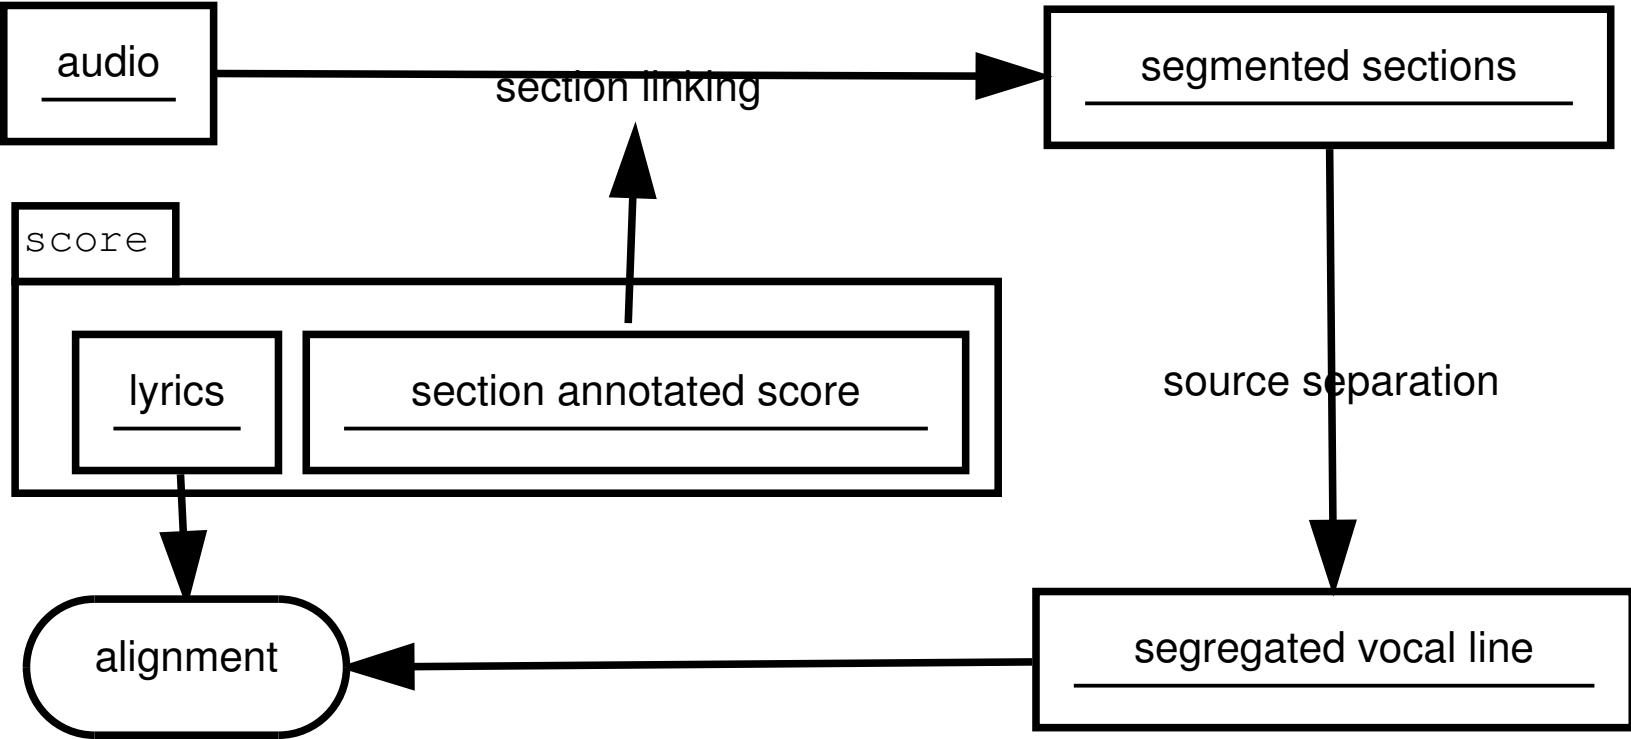 audio
section linking
segmented sections
score
lyrics
section annotated score
source separation
alignment
segregated vocal line